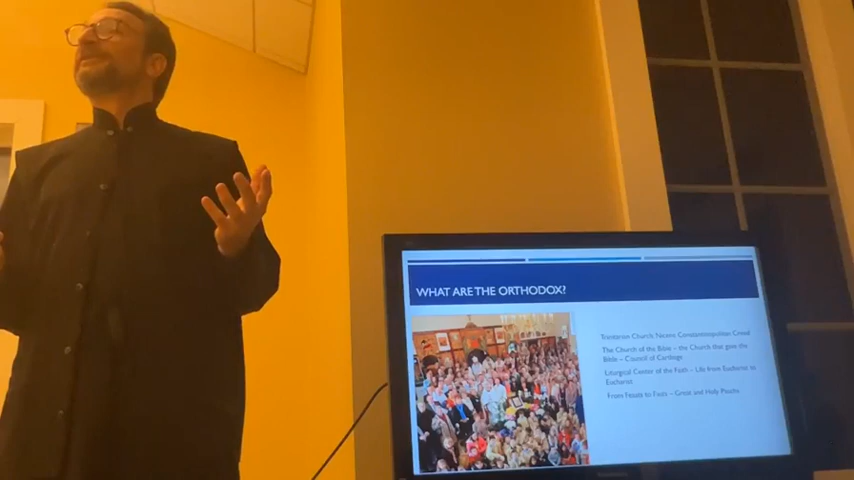 WHAT ARE THE ORTHODOX?
Trinitarian Church: Nicene Constantinopolitan Creed
The Church of the Bible – the Church that gave the
Bible – Council of Carthage
Liturgical Center of the Faith – Life from Eucharist to
Eucharist
From Feasts to Fasts – Great and Holy Pascha